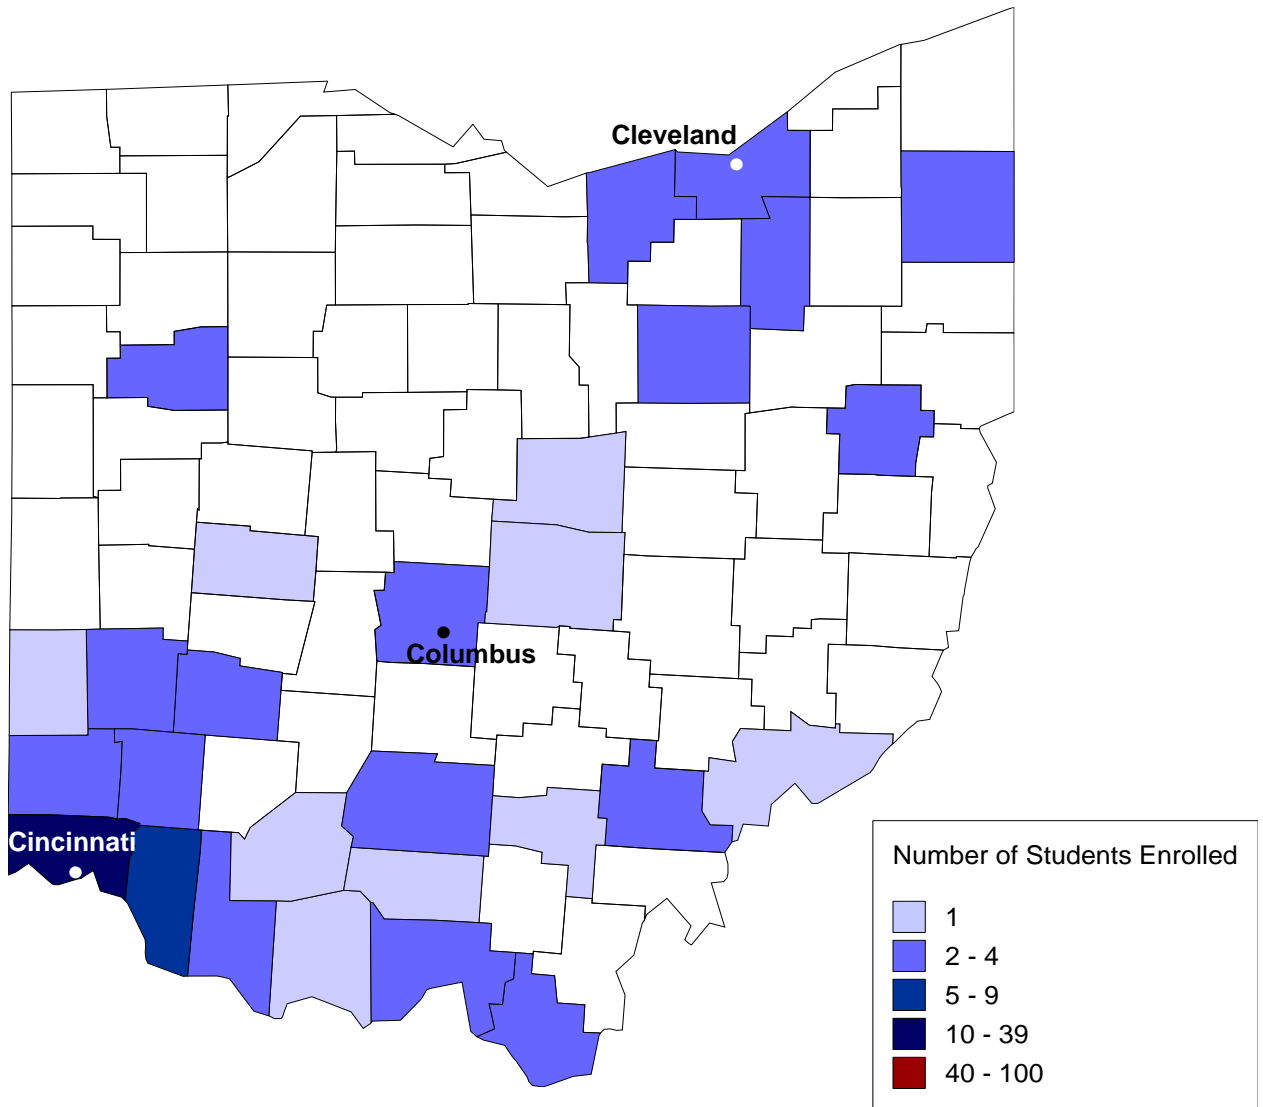 Cleveland
Columbus
Cincinnati
Number of Students Enrolled
1
2 - 4
5 - 9
10 - 39
40 - 100